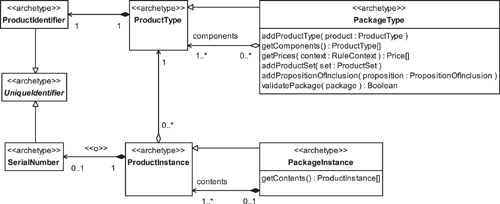 <<archetype>>
ProductIdentifier
1
1
<<archetype>>
ProductType
<<archetype>>
PackageType
addProductType( product : ProductType )
getComponents() : ProductType[]
getPrices( context : RuleContext ) : Price[]
addProductSet( set : ProductSet )
addPropositionOfInclusion( proposition : PropositionOfInclusion )
validatePackage( package ) : Boolean
components
1..*
0..*
1
<<archetype>>
UniqueIdentifier
0..*
<<archetype>>
SerialNumber
<<o>>
0..1
1
<<archetype>>
ProductInstance
<<archetype>>
PackageInstance
getContents() : ProductInstance[]
contents
1..*
0..1